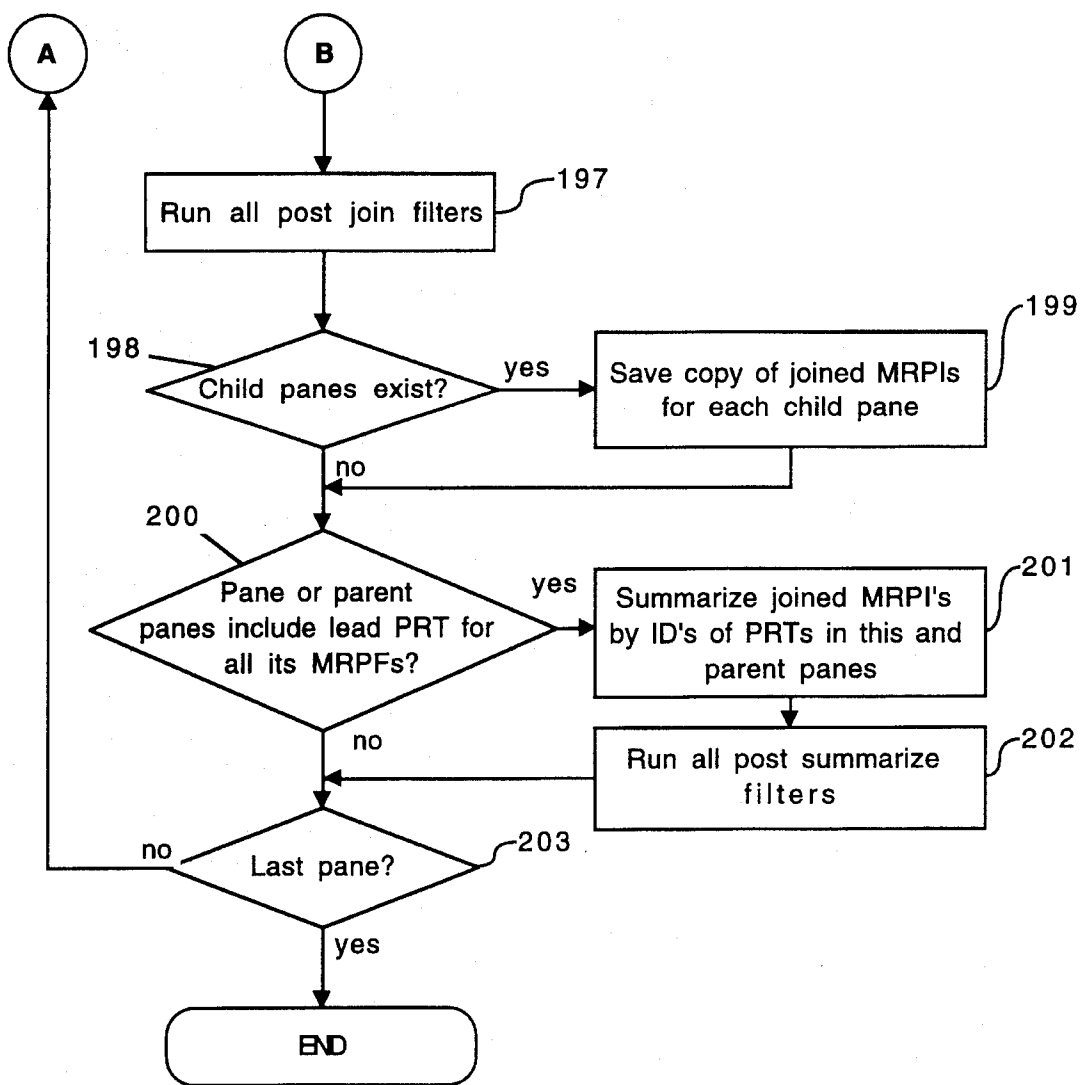 A
B
197
Run all post join filters
198
Child panes exist?
yes
199
Save copy of joined MRPIs
for each child pane
no
200
Pane or parent
panes include lead PRT for
all its MRPFs?
yes
201
Summarize joined MRPI's
by ID's of PRTs in this and
parent panes
no
202
Run all post summarize
filters
203
Last pane?
no
yes
END